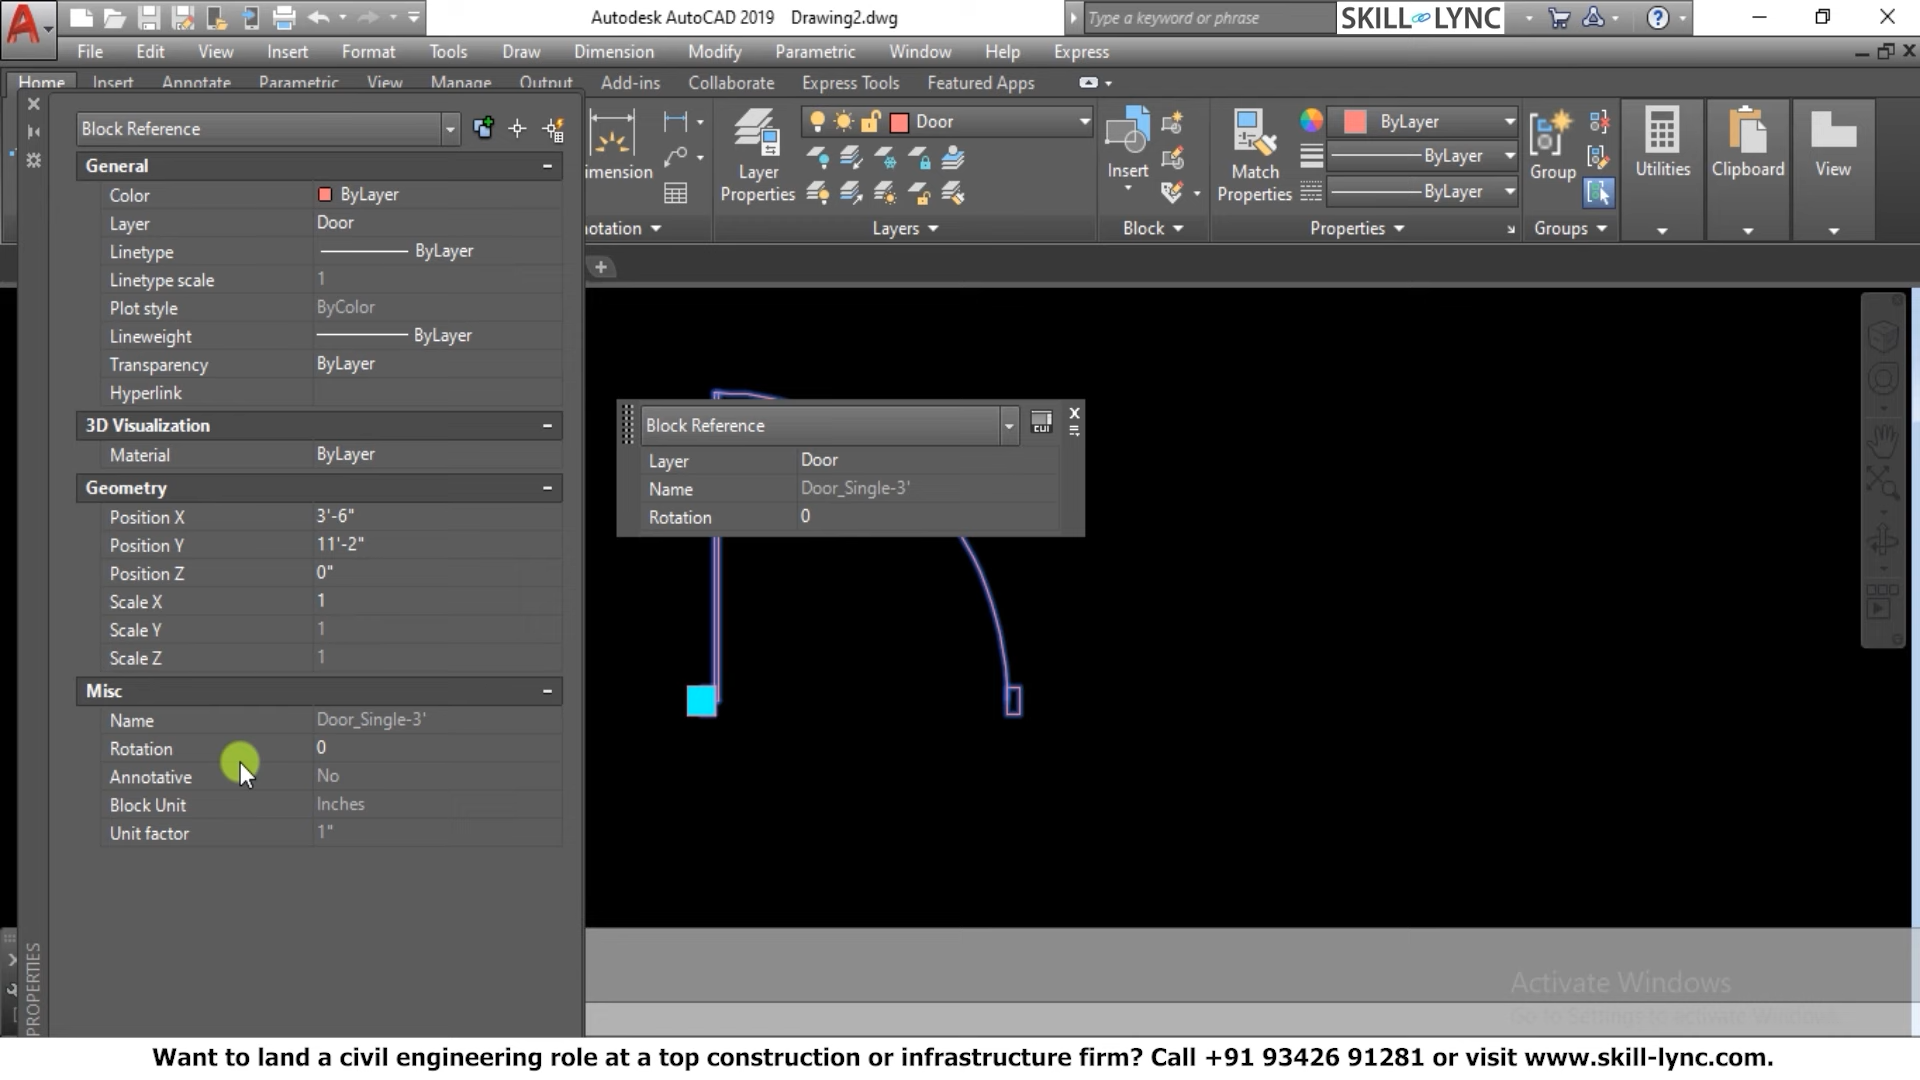 Autodesk AutoCAD 2019 Drawing2.dwg
Type a keyword or phrase
SKILL LYNC
File Edit View Insert Format Tools Draw Dimension Modify Parametric Window Help Express
Home Insert Annotate Parametric View Manage Output Add-ins Collaborate Express Tools Featured Apps
Block Reference
General
Color ByLayer
Layer Door
Linetype ByLayer
Linetype scale 1
Plot style ByColor
Lineweight ByLayer
Transparency ByLayer
Hyperlink
3D Visualization
Material ByLayer
Geometry
Position X 3'-6"
Position Y 11'-2"
Position Z 0"
Scale X 1
Scale Y 1
Scale Z 1
Misc
Name Door_Single-3'
Rotation 0
Annotative No
Block Unit Inches
Unit factor 1"
PROPERTIES
imension
otation
Layer
Properties
Door
Layers
Insert
Block
Match
Properties
ByLayer
ByLayer
ByLayer
Properties
Group
Groups
Utilities
Clipboard
View
Block Reference
CUI
Layer Door
Name Door_Single-3'
Rotation 0
Activate Windows
Go to Settings to activate Windows.
Want to land a civil engineering role at a top construction or infrastructure firm? Call +91 93426 91281 or visit www.skill-lync.com.